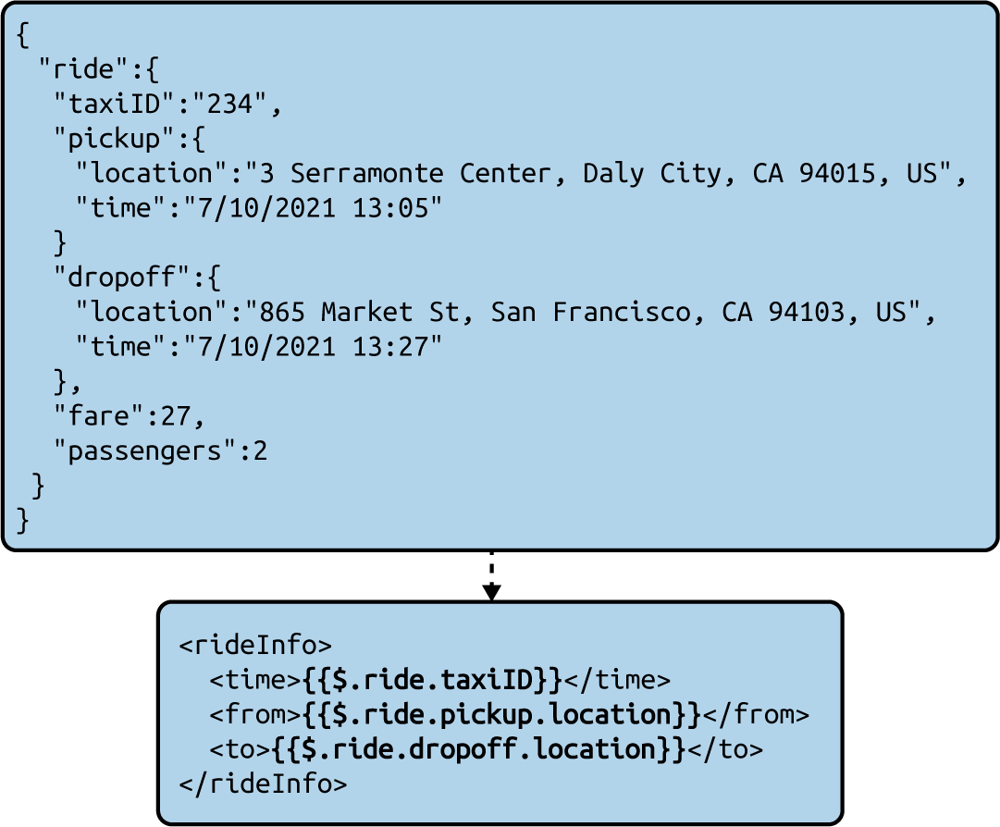 {
"ride":{
"taxiID":"234",
"pickup":{
"location":"3 Serramonte Center, Daly City, CA 94015, US",
"time":"7/10/2021 13:05"
}
"dropoff":{
"location":"865 Market St, San Francisco, CA 94103, US",
"time":"7/10/2021 13:27"
},
"fare":27,
"passengers":2
}
}
<rideInfo>
<time>{{$.ride.taxiID}}</time>
<from>{{$.ride.pickup.location}}</from>
<to>{{$.ride.dropoff.location}}</to>
</rideInfo>